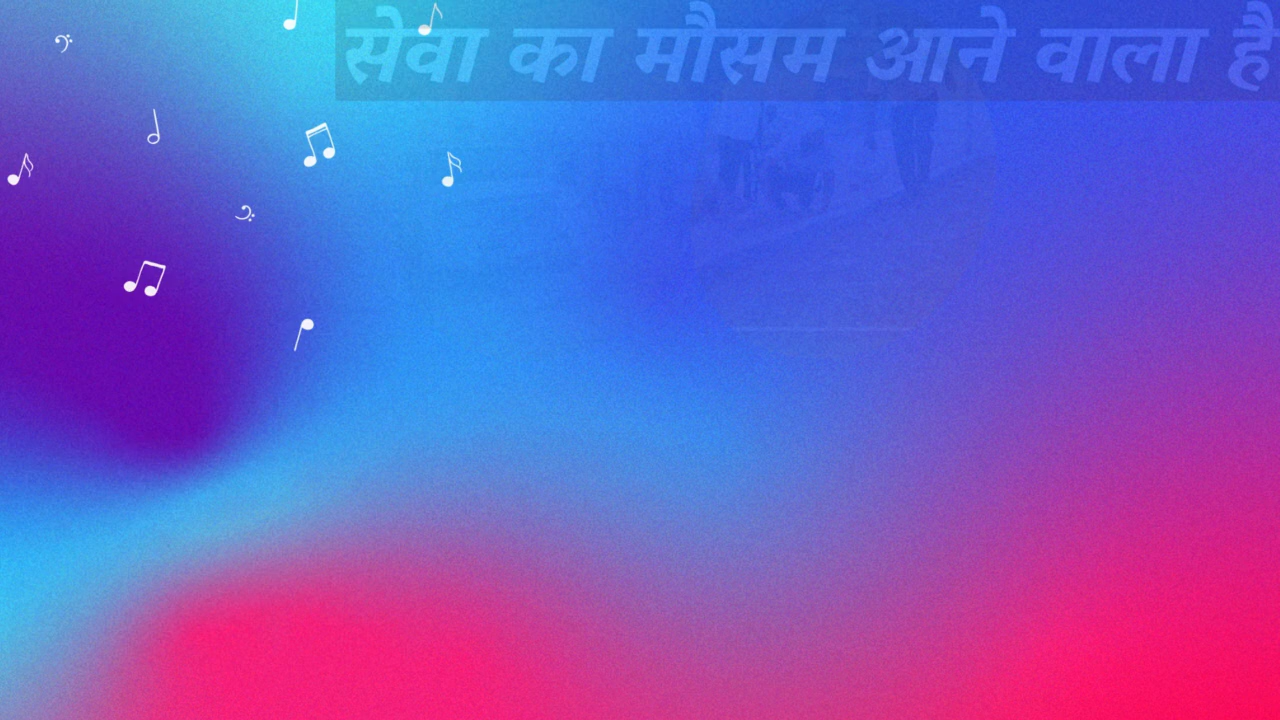 सेवा का मौसम आने वाला है